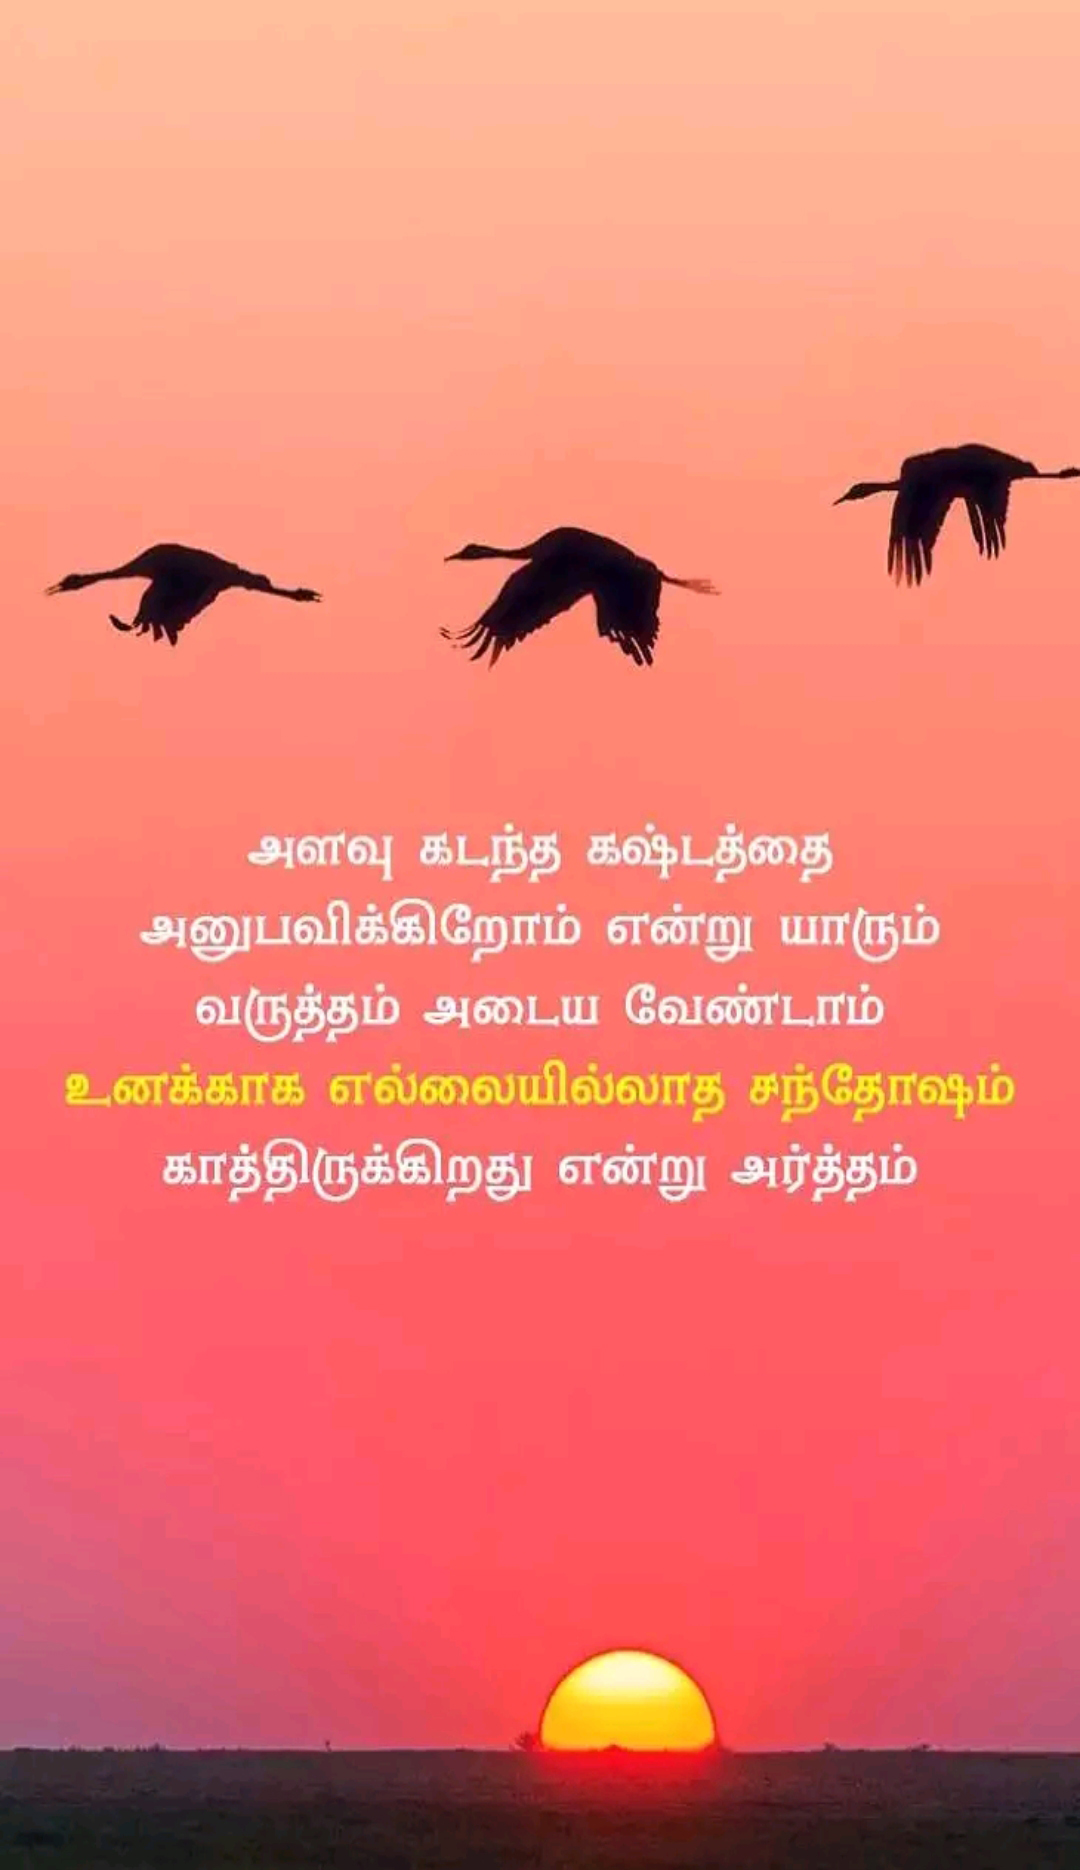 அளவு கடந்த கஷ்டத்தை
அனுபவிக்கிறோம் என்று யாரும்
வருத்தம் அடைய வேண்டாம்
உனக்காக எல்லையில்லாத சந்தோஷம்
காத்திருக்கிறது என்று அர்த்தம்